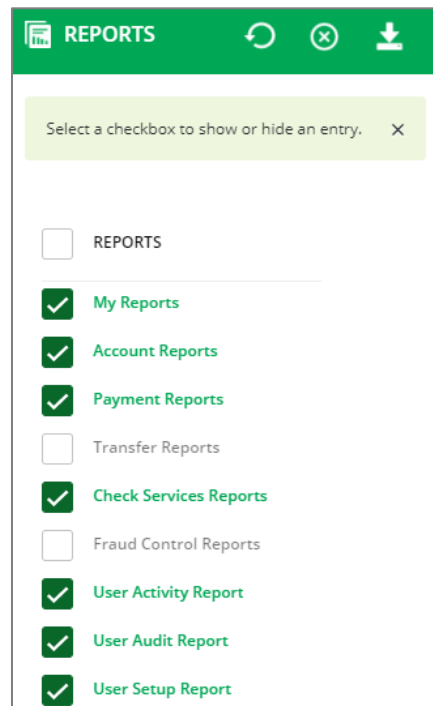 REPORTS
Select a checkbox to show or hide an entry.
REPORTS
My Reports
Account Reports
Payment Reports
Transfer Reports
Check Services Reports
Fraud Control Reports
User Activity Report
User Audit Report
User Setup Report